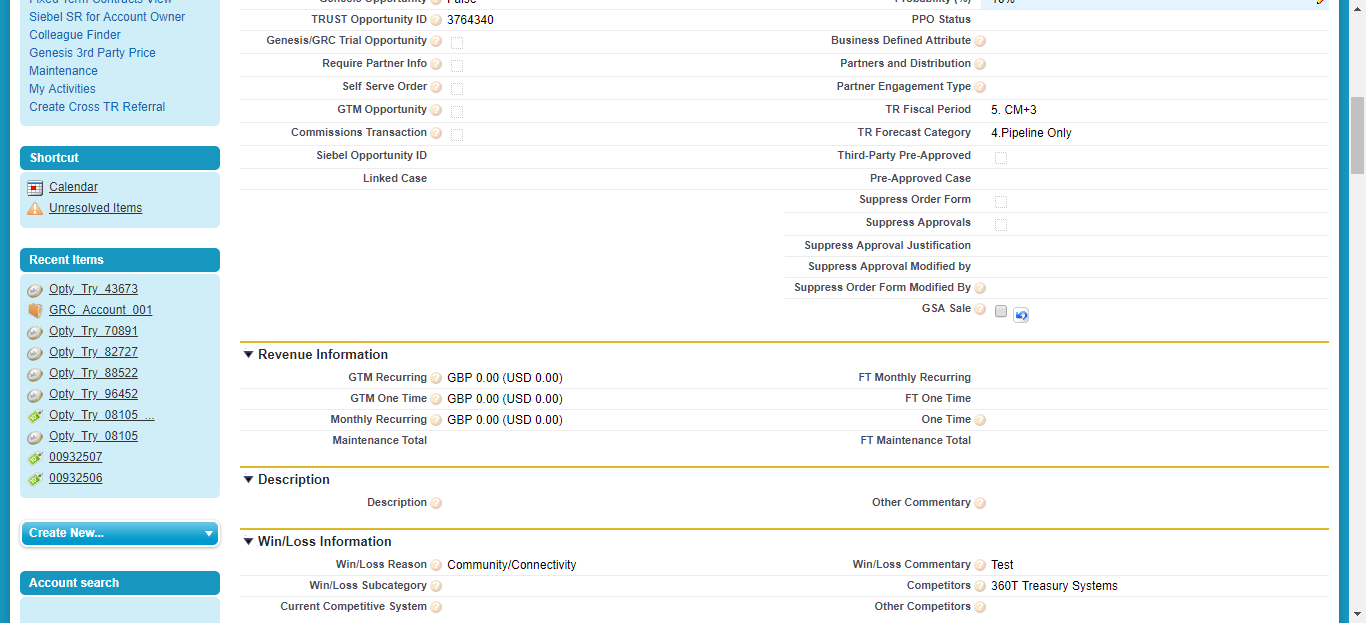 Fixed Term Contracts View
Siebel SR for Account Owner
Colleague Finder
Genesis 3rd Party Price
Maintenance
My Activities
Create Cross TR Referral
Shortcut
Calendar
Unresolved Items
Recent Items
Opty_Try_43673
GRC_Account_001
Opty_Try_70891
Opty_Try_82727
Opty_Try_88522
Opty_Try_96452
Opty_Try_08105_...
Opty_Try_08105
00932507
00932506
Create New...
Account search
Genesis Opportunity False Probability (%) 10%
TRUST Opportunity ID 3764340 PPO Status
Genesis/GRC Trial Opportunity Business Defined Attribute
Require Partner Info Partners and Distribution
Self Serve Order Partner Engagement Type
GTM Opportunity TR Fiscal Period 5. CM+3
Commissions Transaction TR Forecast Category 4.Pipeline Only
Siebel Opportunity ID Third-Party Pre-Approved
Linked Case Pre-Approved Case
Suppress Order Form
Suppress Approvals
Suppress Approval Justification
Suppress Approval Modified by
Suppress Order Form Modified By
GSA Sale
Revenue Information
GTM Recurring GBP 0.00 (USD 0.00) FT Monthly Recurring
GTM One Time GBP 0.00 (USD 0.00) FT One Time
Monthly Recurring GBP 0.00 (USD 0.00) One Time
Maintenance Total FT Maintenance Total
Description
Description Other Commentary
Win/Loss Information
Win/Loss Reason Community/Connectivity Win/Loss Commentary Test
Win/Loss Subcategory Competitors 360T Treasury Systems
Current Competitive System Other Competitors